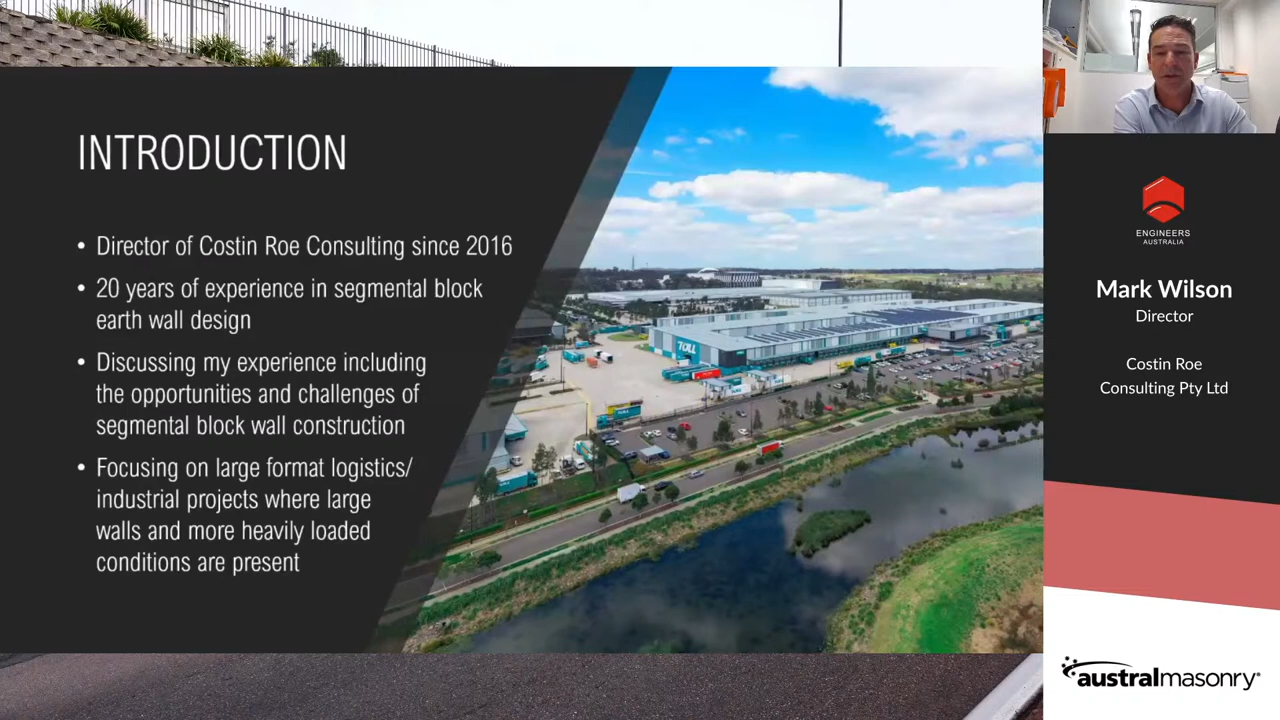 INTRODUCTION
• Director of Costin Roe Consulting since 2016
• 20 years of experience in segmental block
earth wall design
• Discussing my experience including
the opportunities and challenges of
segmental block wall construction
• Focusing on large format logistics/
industrial projects where large
walls and more heavily loaded
conditions are present
TOLL
ENGINEERS
AUSTRALIA
Mark Wilson
Director
Costin Roe
Consulting Pty Ltd
australmasonry®